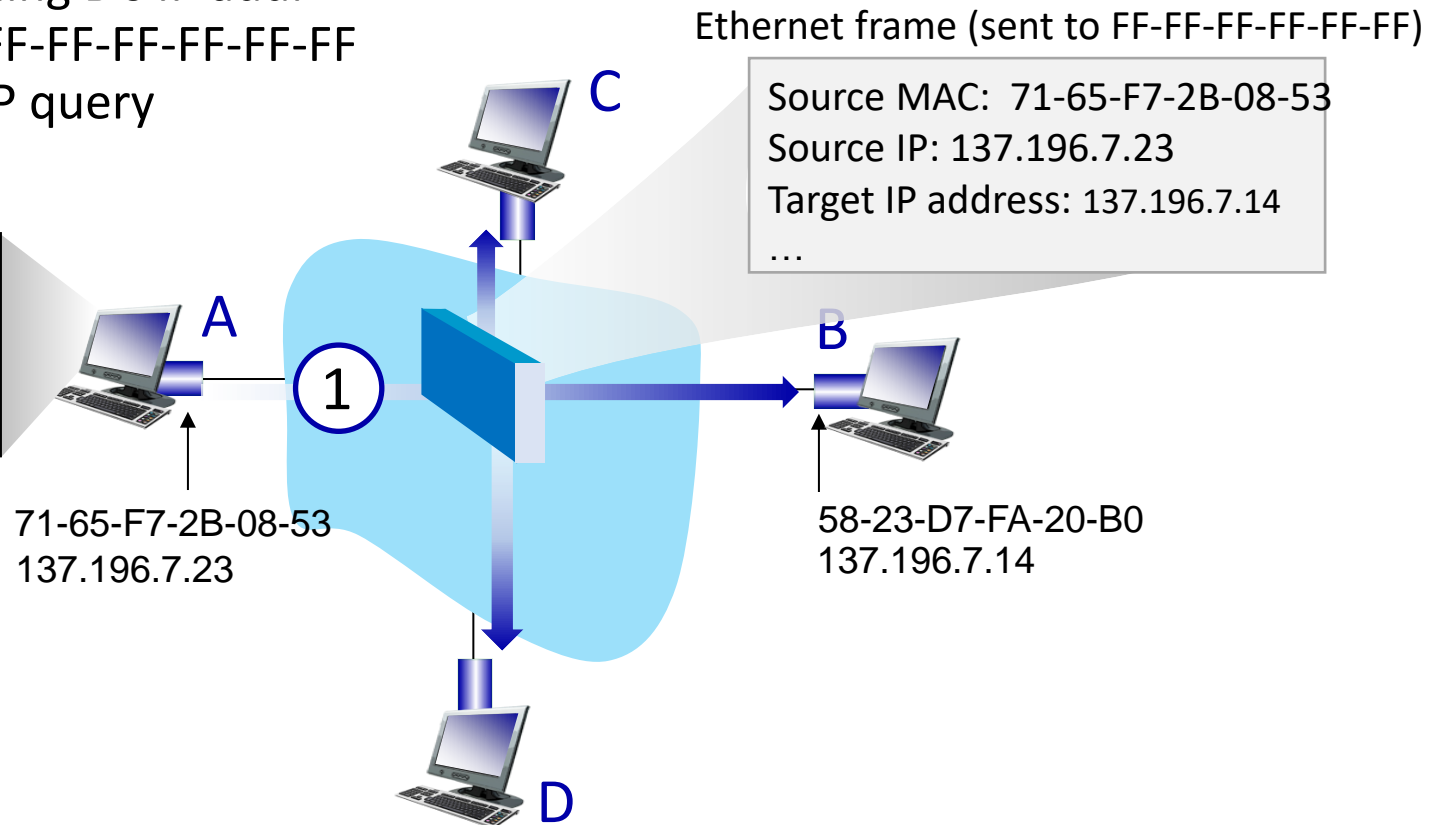 FF-FF-FF-FF-FF-FF
query
Ethernet frame (sent to FF-FF-FF-FF-FF-FF)
Source MAC: 71-65-F7-2B-08-53
Source IP: 137.196.7.23
Target IP address: 137.196.7.14
…
C
A
B
1
71-65-F7-2B-08-53
137.196.7.23
58-23-D7-FA-20-B0
137.196.7.14
D